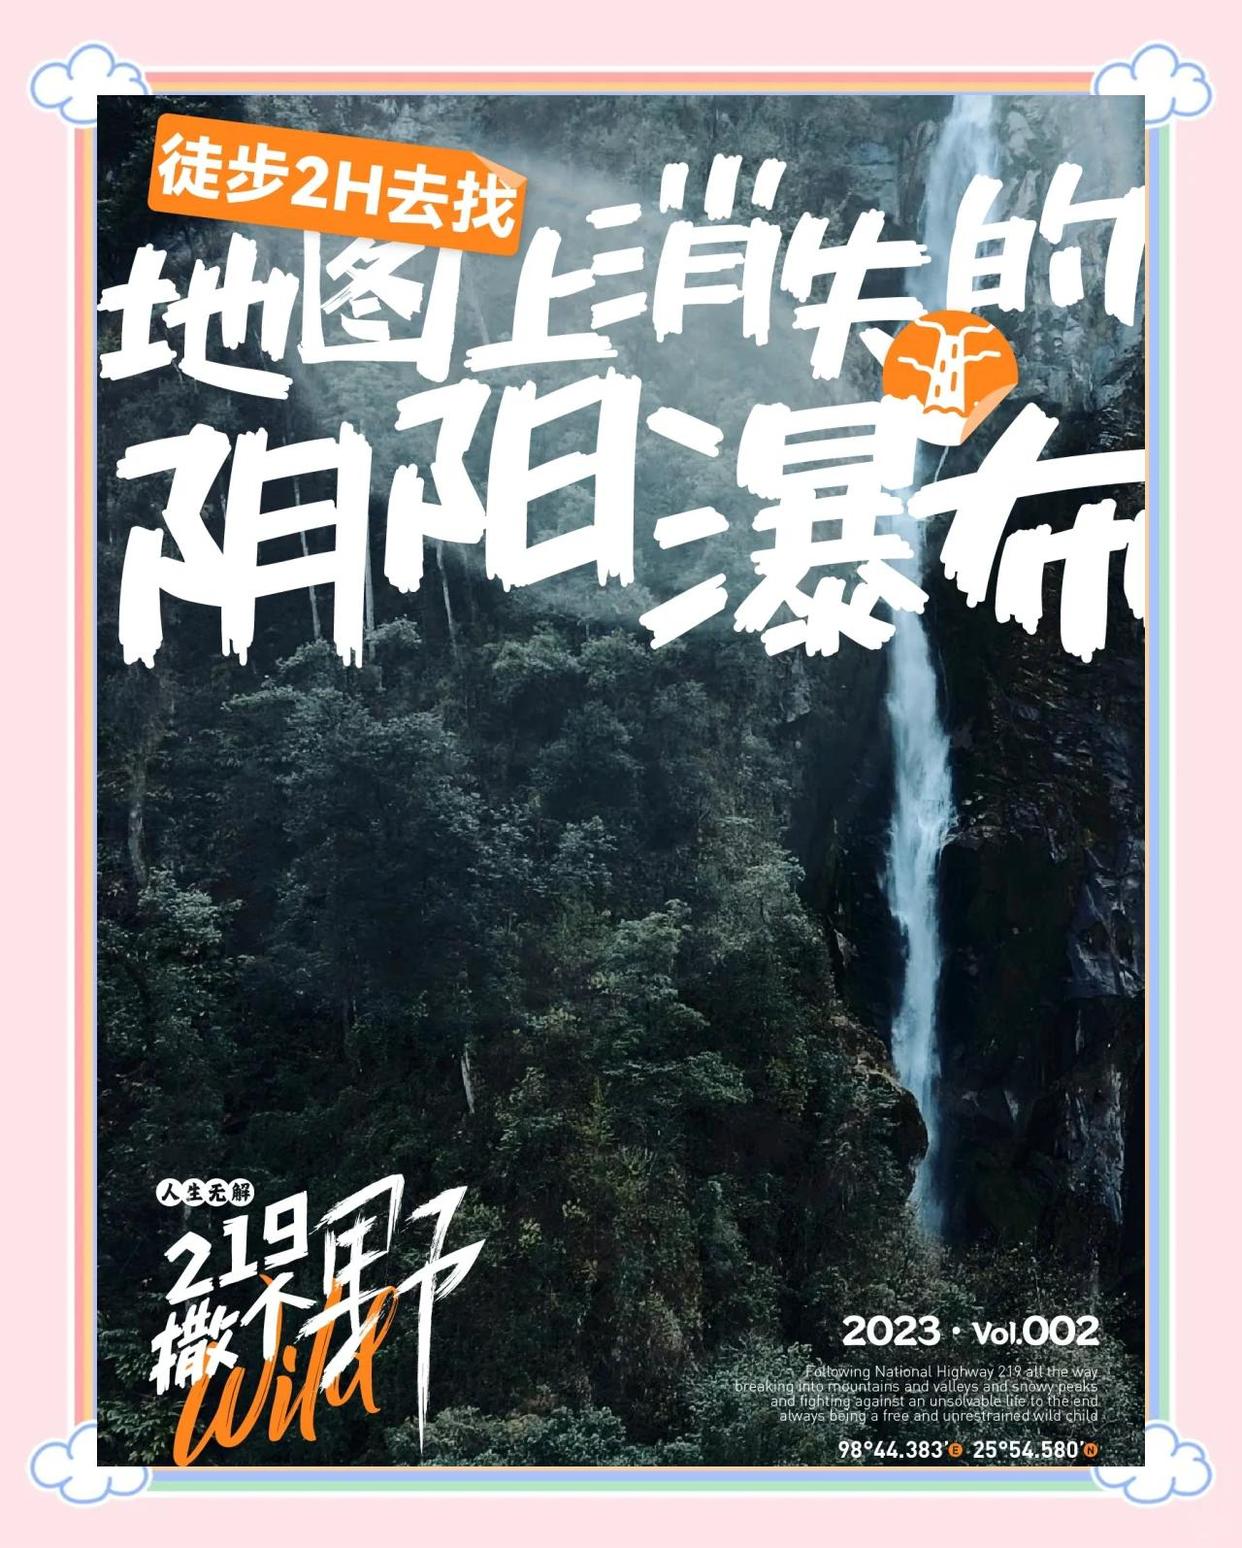 徒步2H去找
地图上消失的
阴阳瀑布
人生无解
219
撒个野
Wild
2023·Vol.002
Following National Highway 219 all the way
breaking into mountains and valleys and snowy peaks
and fighting against an unsolvable life to the end
always being a free and unrestrained wild child
98°44.383'E 25°54.580'N